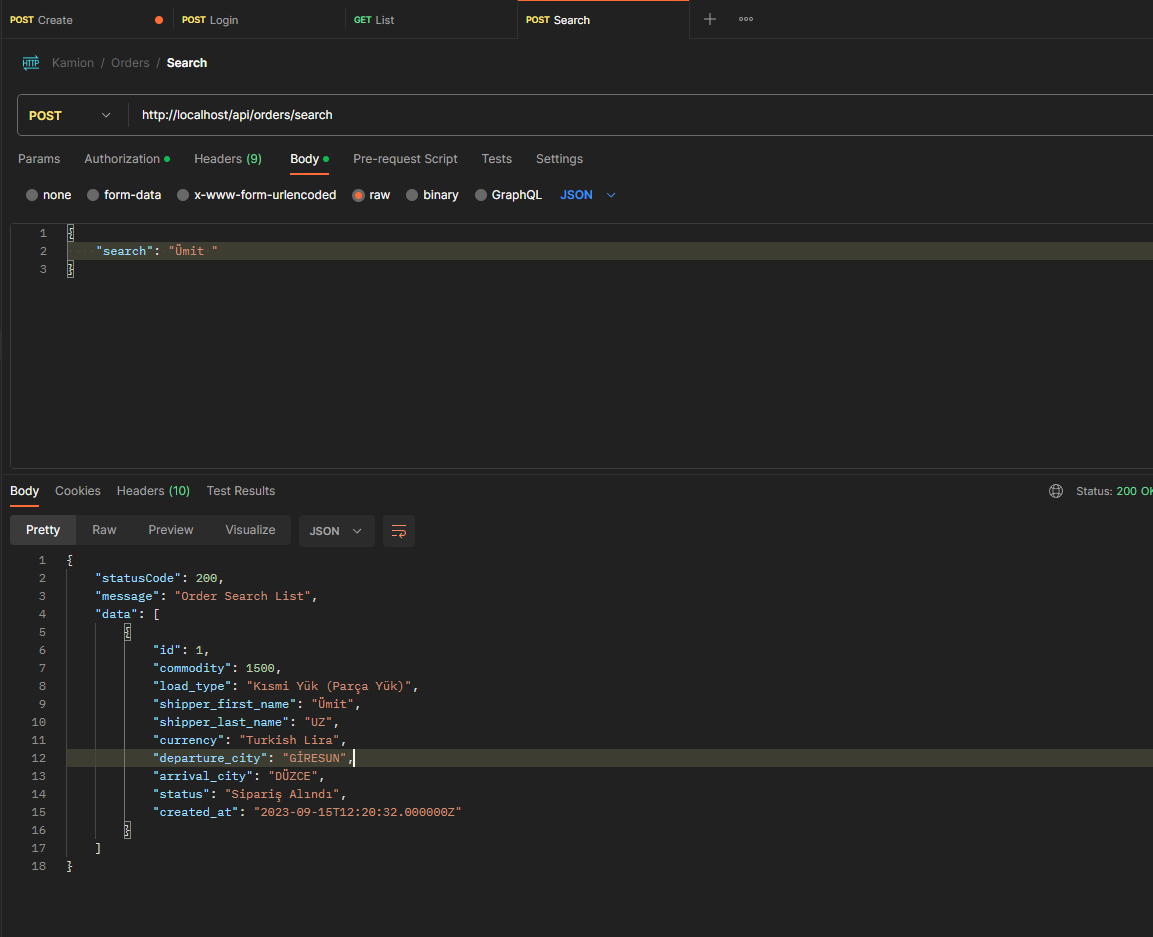 POST Create POST Login GET List POST Search
HTTP Kamion / Orders / Search
POST http://localhost/api/orders/search
Params Authorization Headers (9) Body Pre-request Script Tests Settings
none form-data x-www-form-urlencoded raw binary GraphQL JSON
1 {
2 "search": "Ümit "
3 }
Body Cookies Headers (10) Test Results Status: 200 OK
Pretty Raw Preview Visualize JSON
1 {
2 "statusCode": 200,
3 "message": "Order Search List",
4 "data": [
5 {
6 "id": 1,
7 "commodity": 1500,
8 "load_type": "Kısmi Yük (Parça Yük)",
9 "shipper_first_name": "Ümit",
10 "shipper_last_name": "UZ",
11 "currency": "Turkish Lira",
12 "departure_city": "GİRESUN",
13 "arrival_city": "DÜZCE",
14 "status": "Sipariş Alındı",
15 "created_at": "2023-09-15T12:20:32.000000Z"
16 }
17 ]
18 }